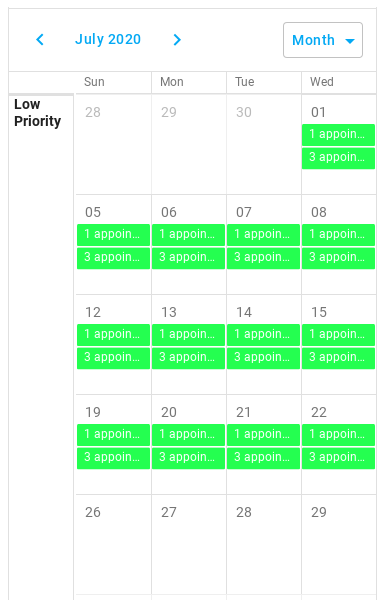 July 2020 Month
Sun Mon Tue Wed
Low
Priority
28 29 30 01
1 appoin...
3 appoin...
05 06 07 08
1 appoin... 1 appoin... 1 appoin... 1 appoin...
3 appoin... 3 appoin... 3 appoin... 3 appoin...
12 13 14 15
1 appoin... 1 appoin... 1 appoin... 1 appoin...
3 appoin... 3 appoin... 3 appoin... 3 appoin...
19 20 21 22
1 appoin... 1 appoin... 1 appoin... 1 appoin...
3 appoin... 3 appoin... 3 appoin... 3 appoin...
26 27 28 29